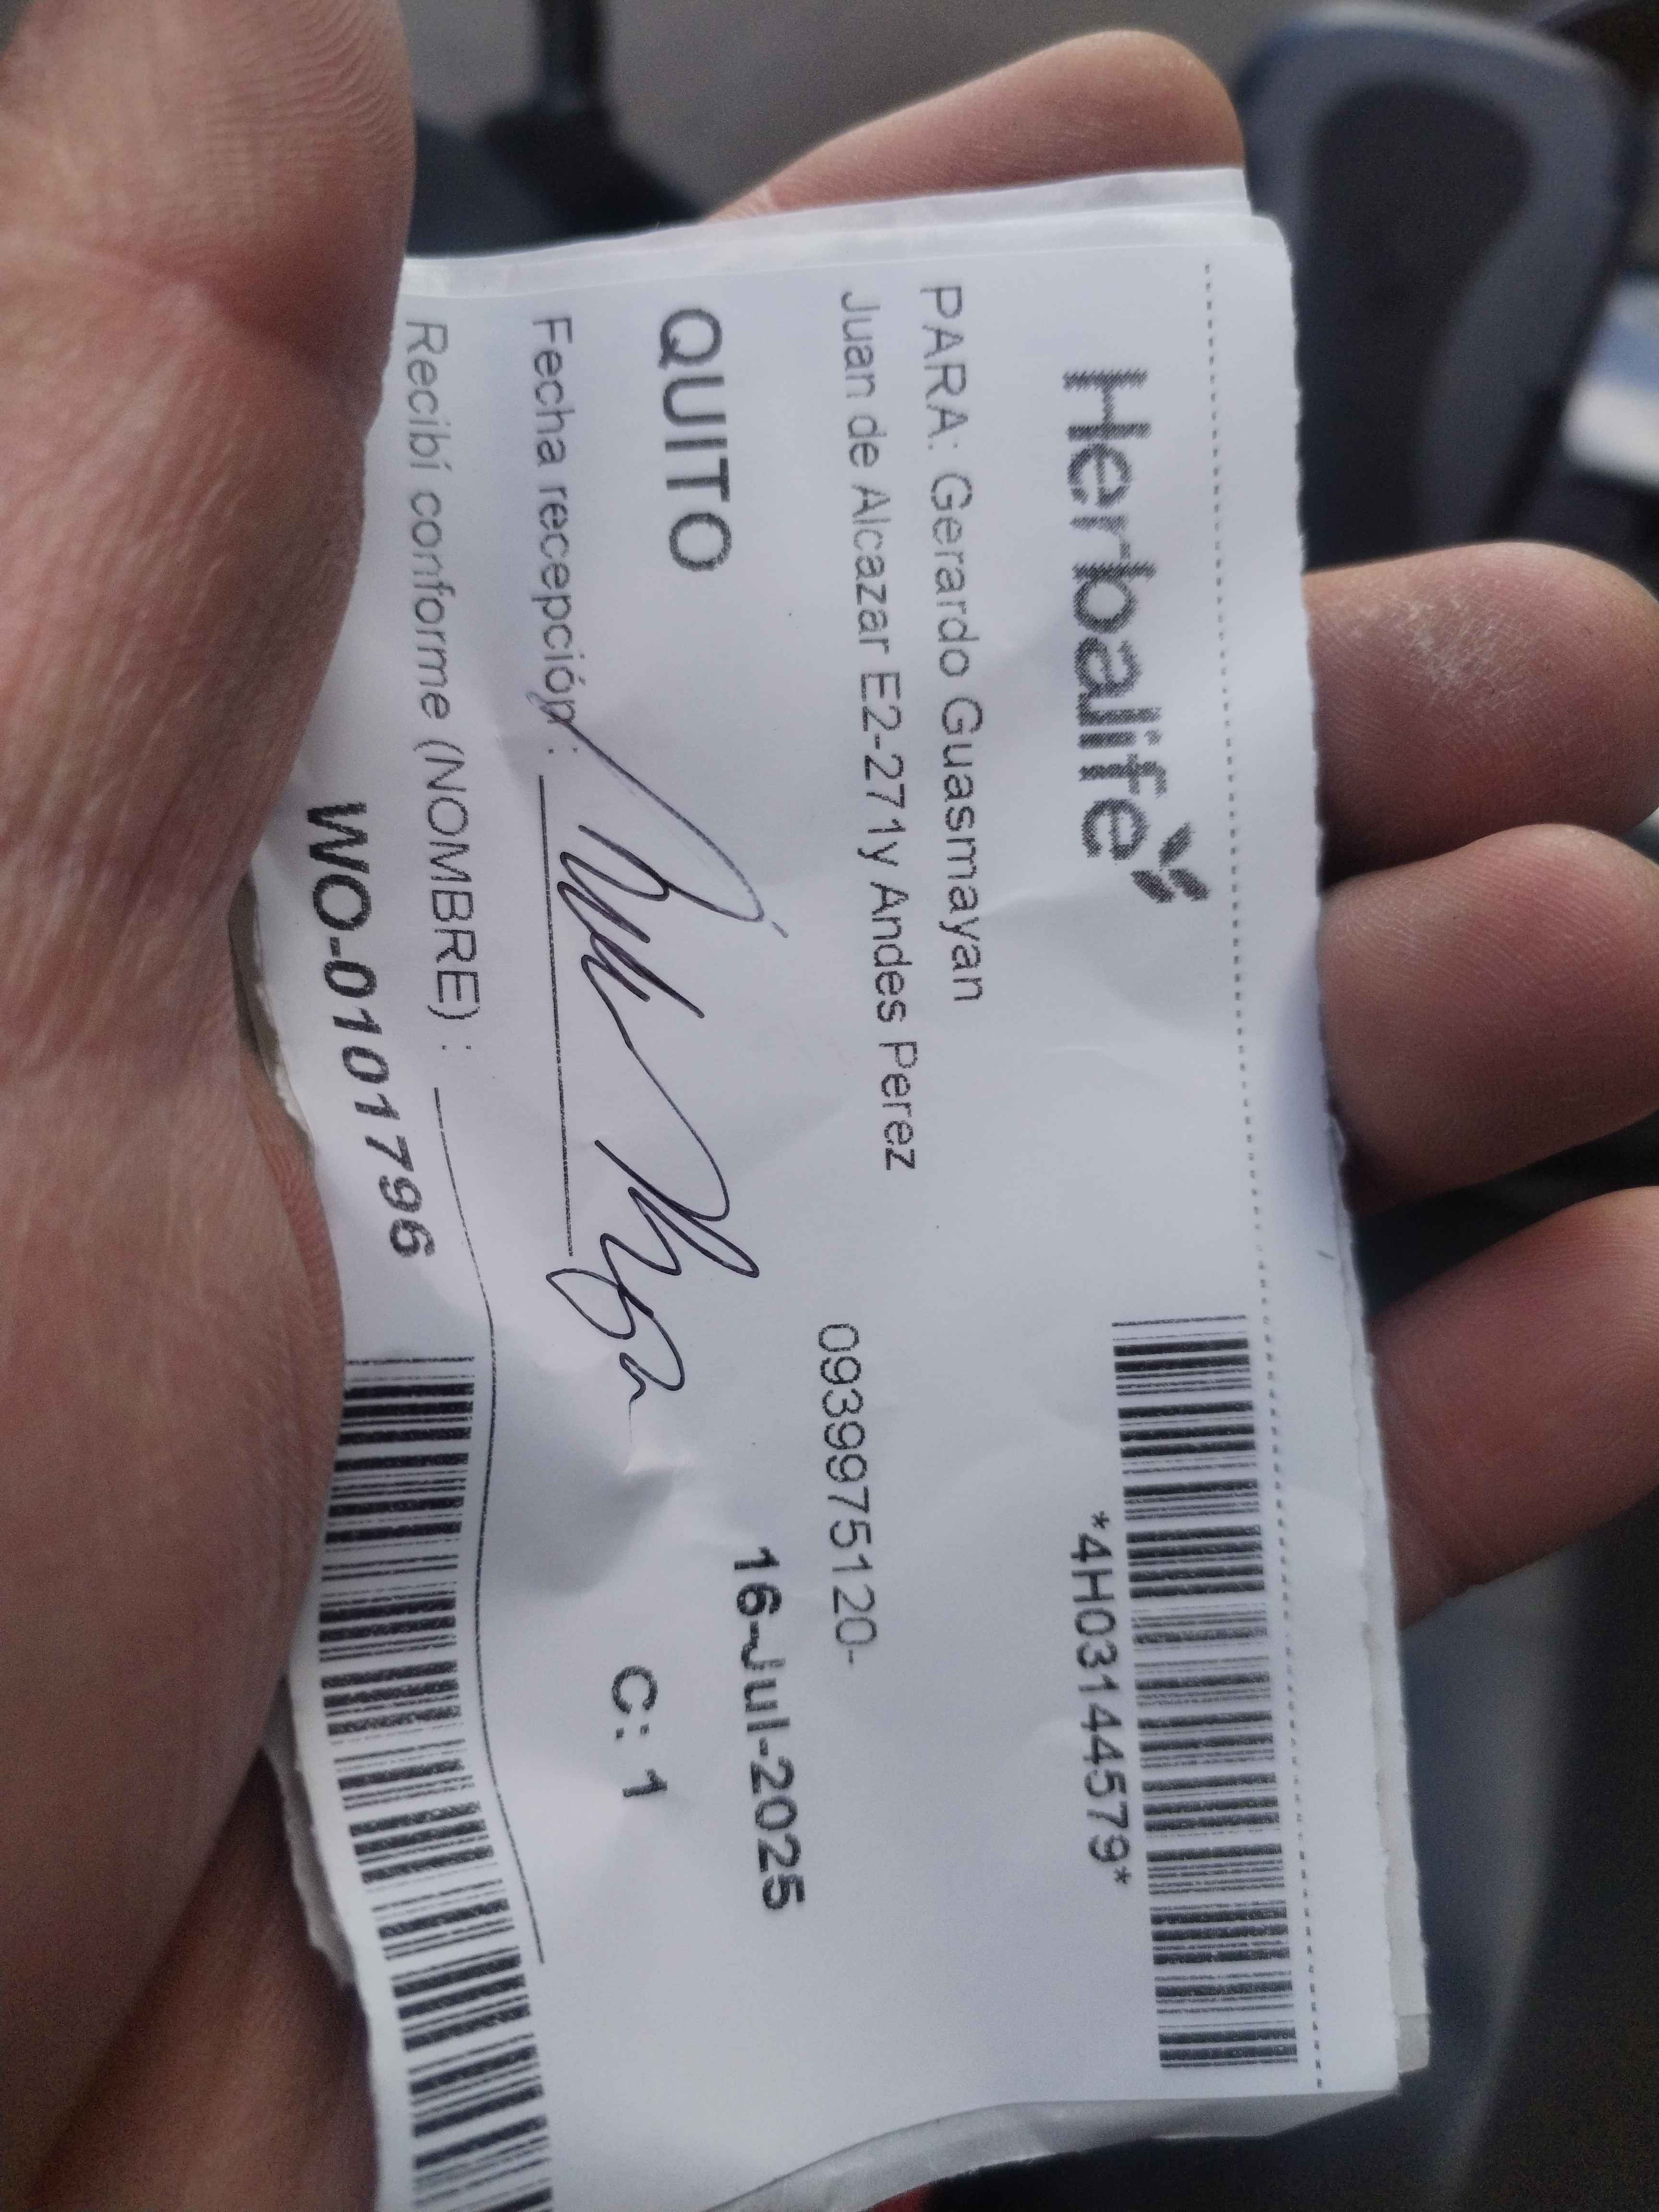 Herbalife
*4H03144579*
PARA: Gerardo Guasmayan
Juan de Alcazar E2-271y Andes Perez
0939975120-
QUITO
16-Jul-2025
Fecha recepción:
C: 1
Recibí conforme (NOMBRE) :
WO-0101796